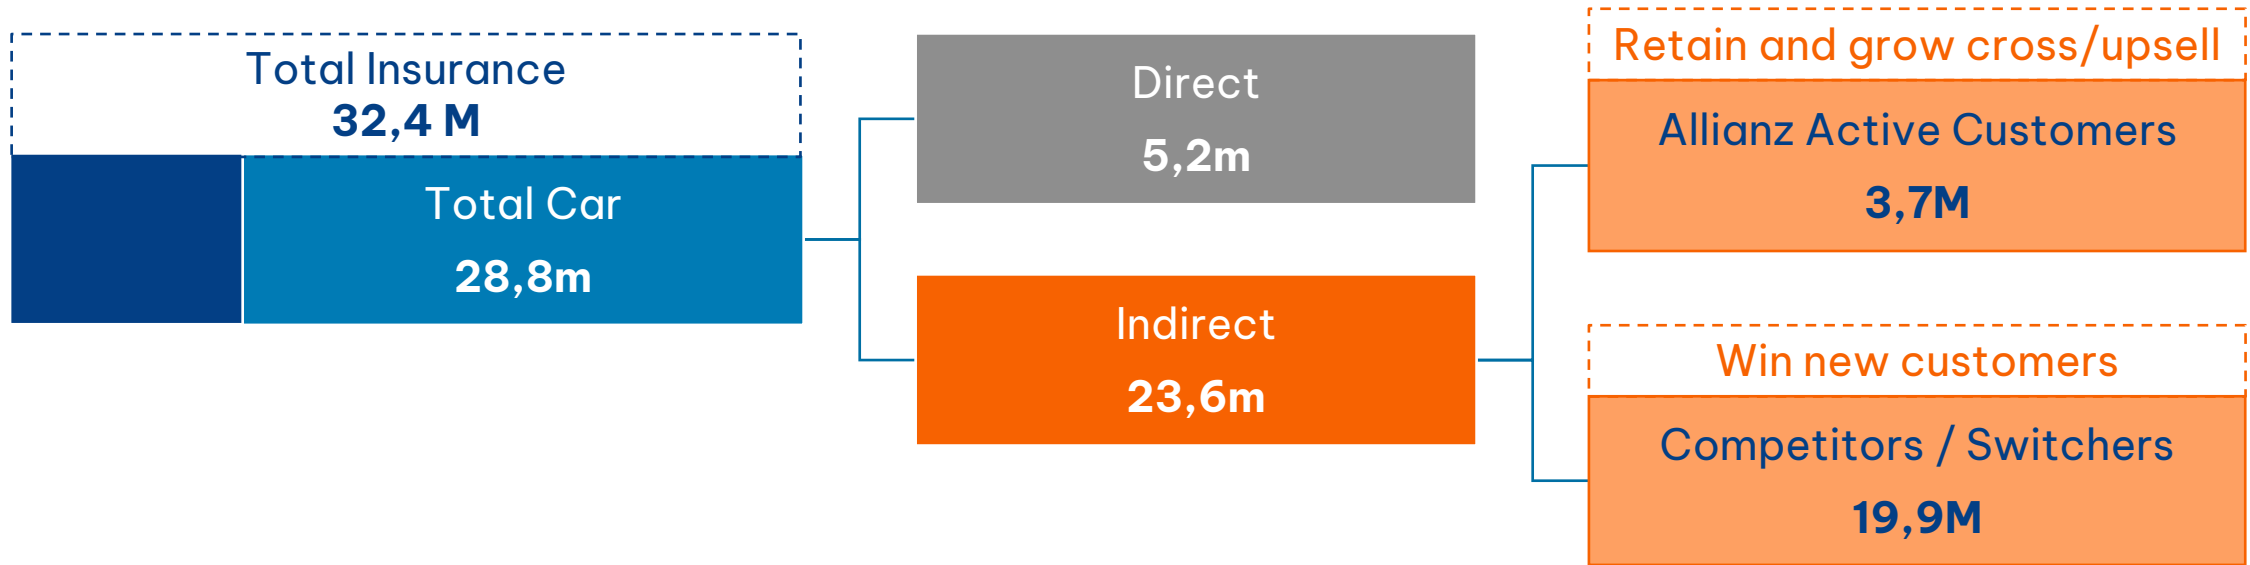 Total Insurance
32,4 M
Total Car
28,8m
Direct
5,2m
Indirect
23,6m
Retain and grow cross/upsell
Allianz Active Customers
3,7M
Win new customers
Competitors / Switchers
19,9M